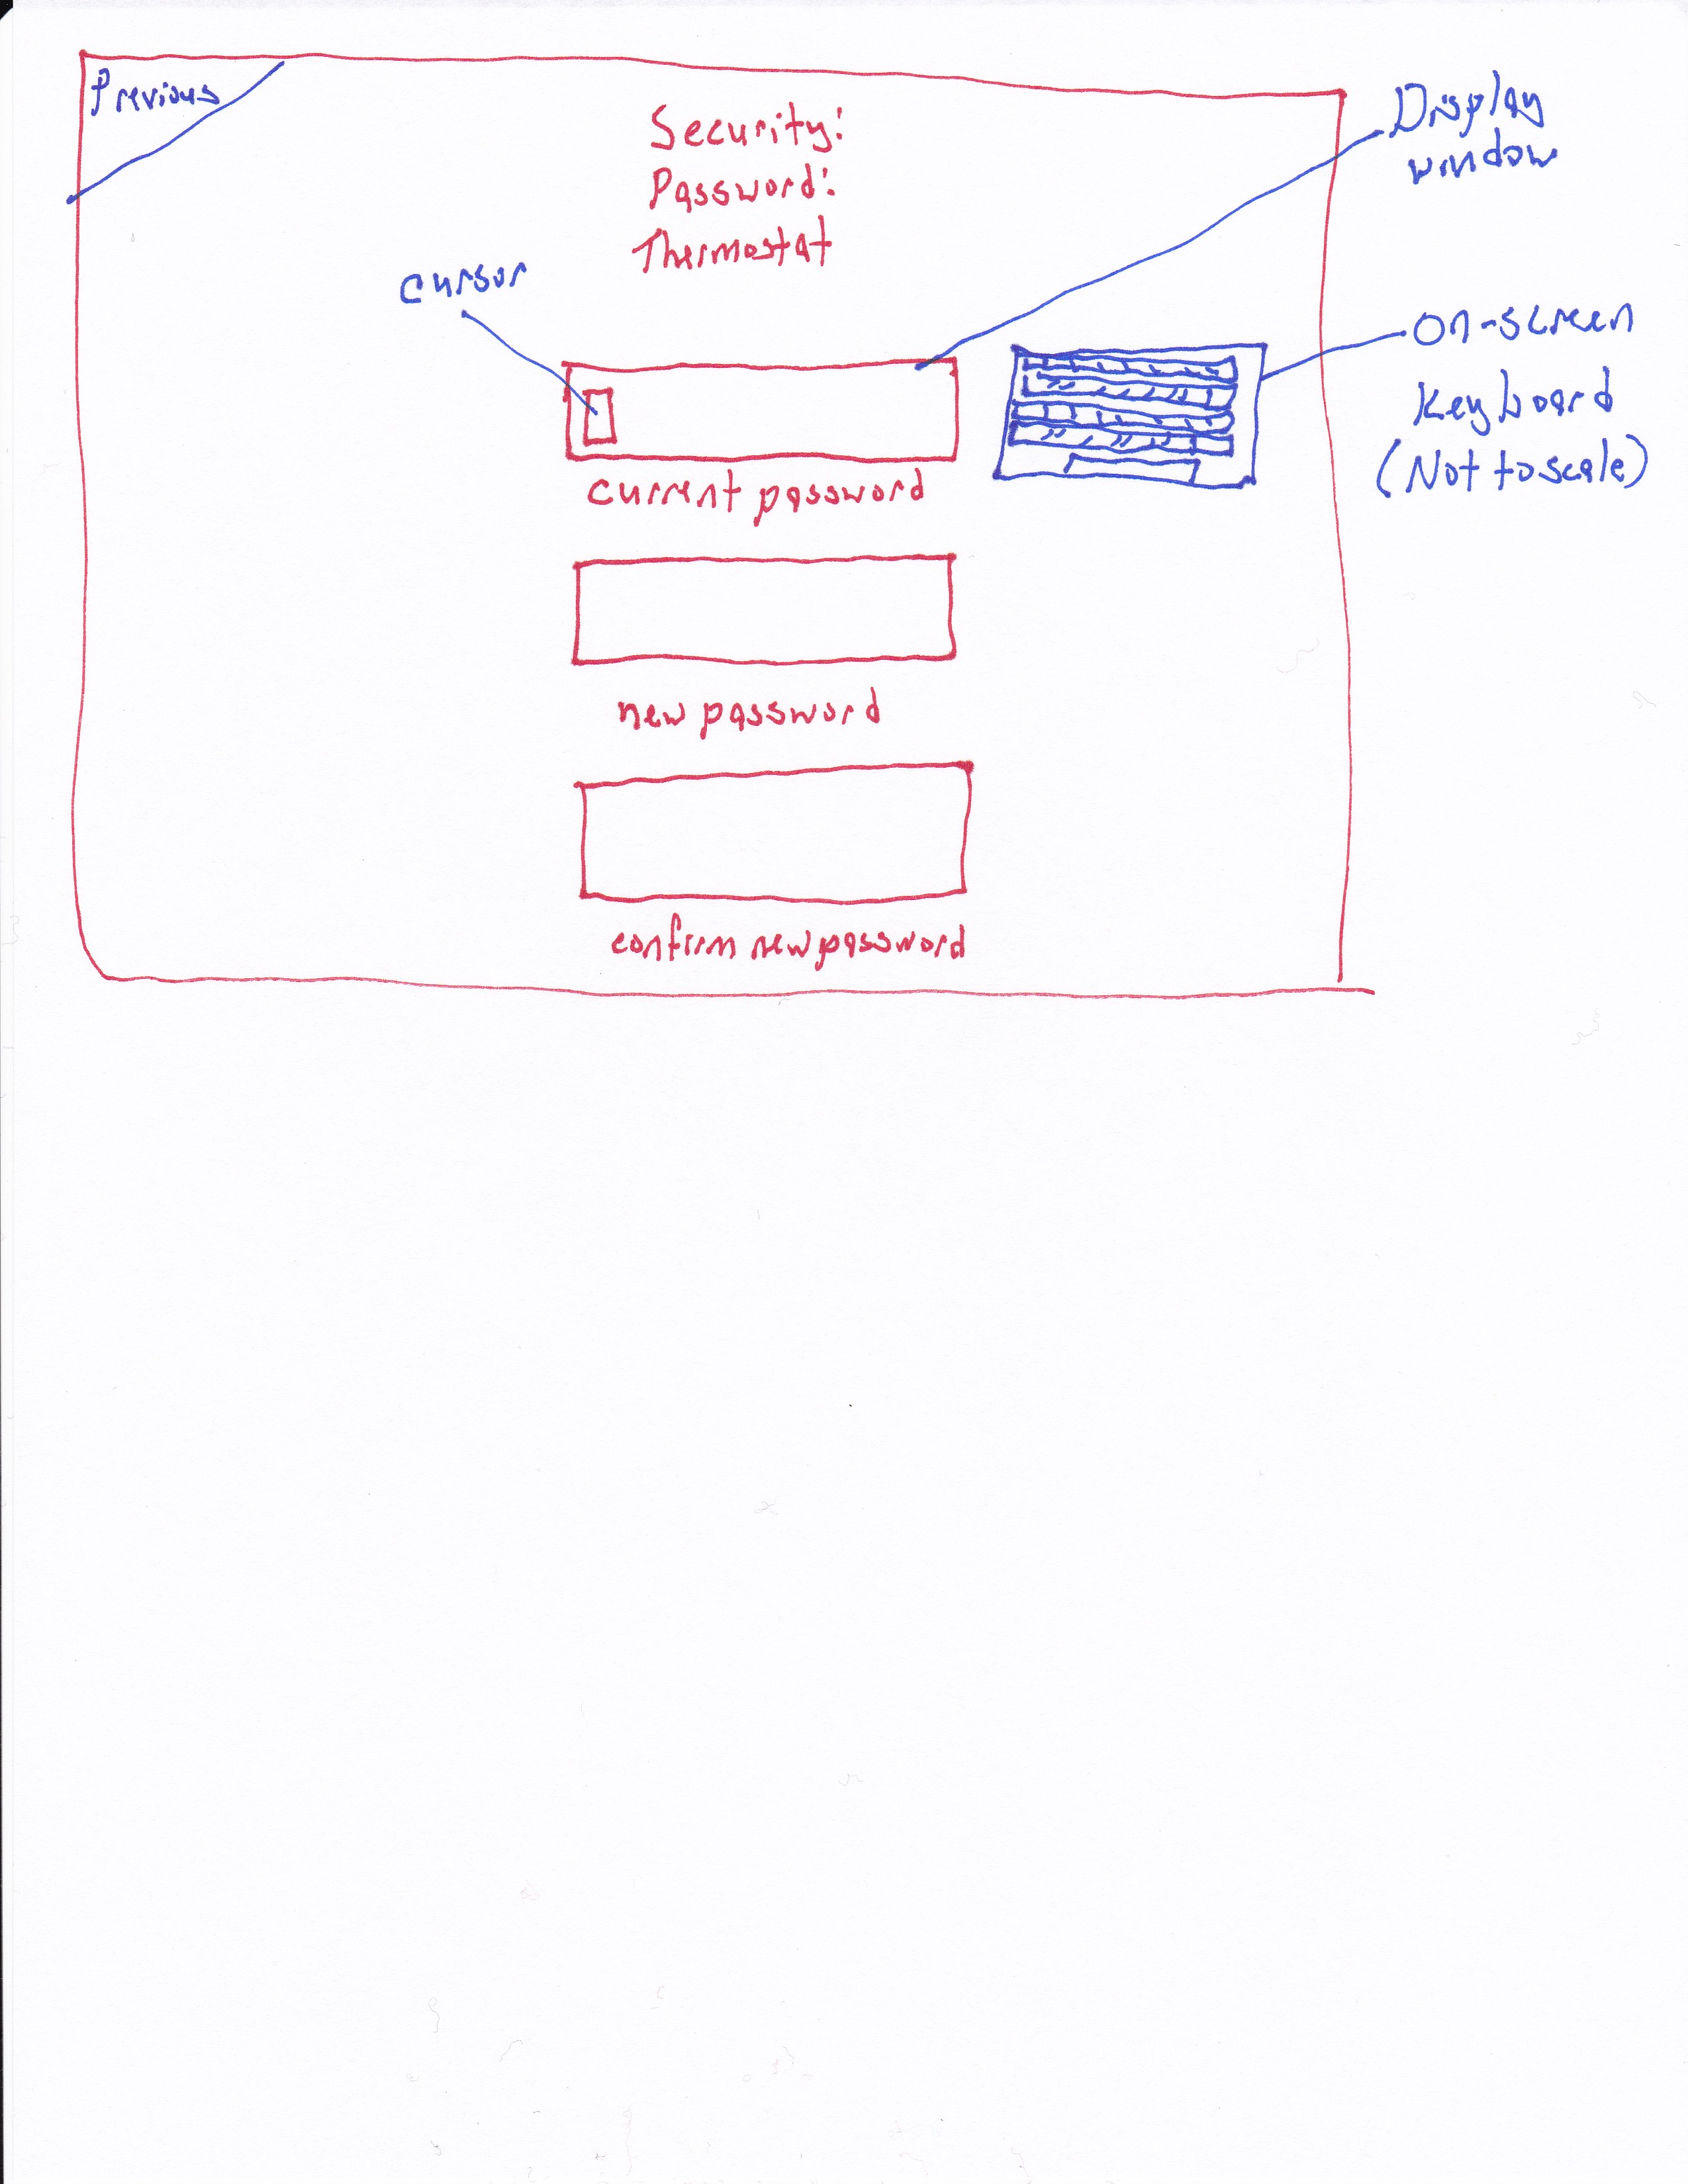 Previous
Security:
Password:
Thermostat
Display
window
cursor
on-screen
Keyboard
(Not to scale)
current password
new password
confirm new password